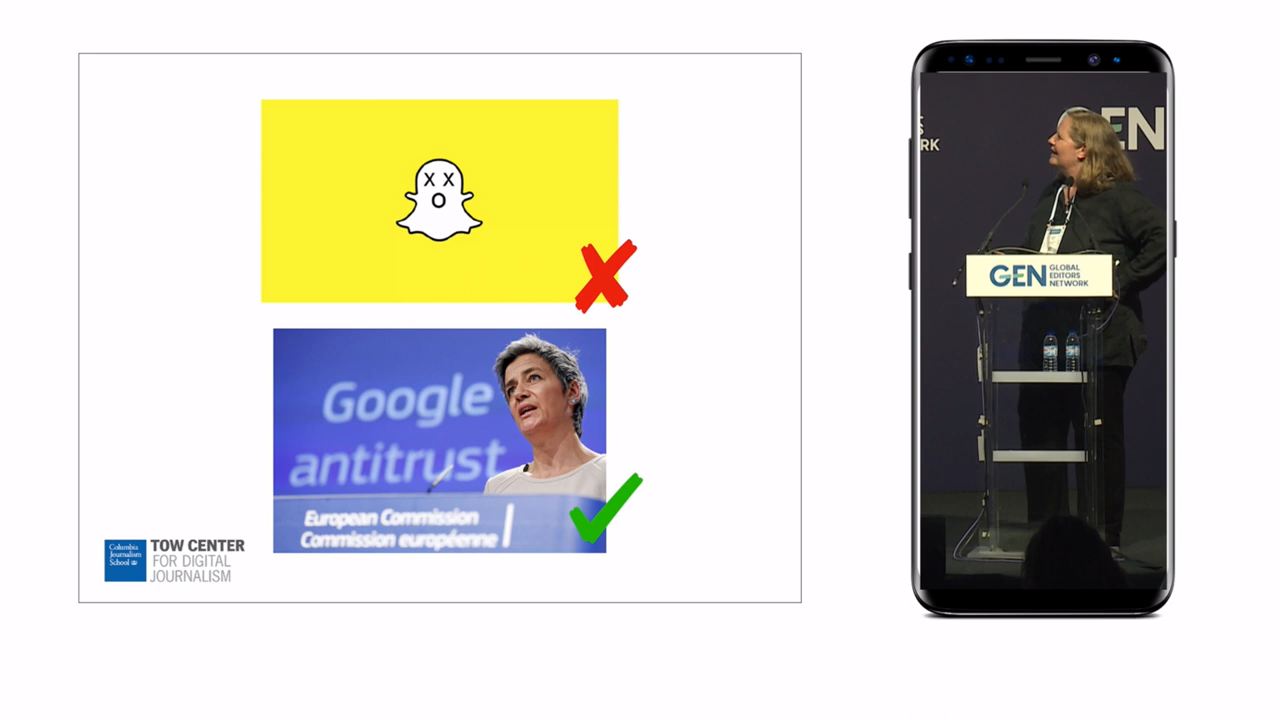 X X
O
Google
antitrust
European Commission
Commission européenne
Columbia
Journalism
School
TOW CENTER
FOR DIGITAL
JOURNALISM
RK
GEN
GEN GLOBAL
EDITORS
NETWORK